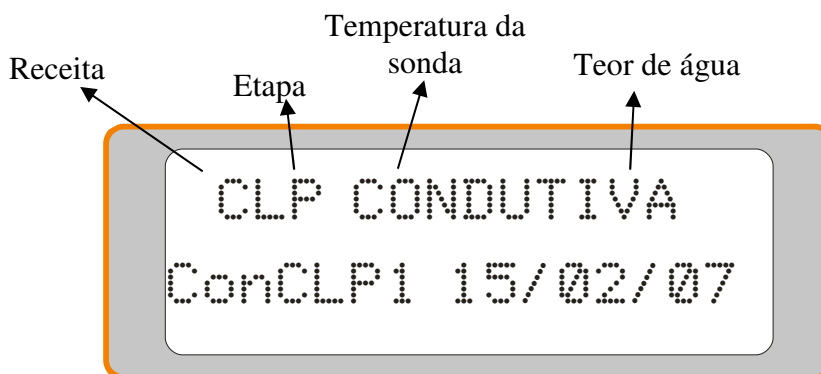 Temperatura da
sonda
Receita
Etapa
Teor de água
CLP CONDUTIVA
ConCLP1 15/02/07